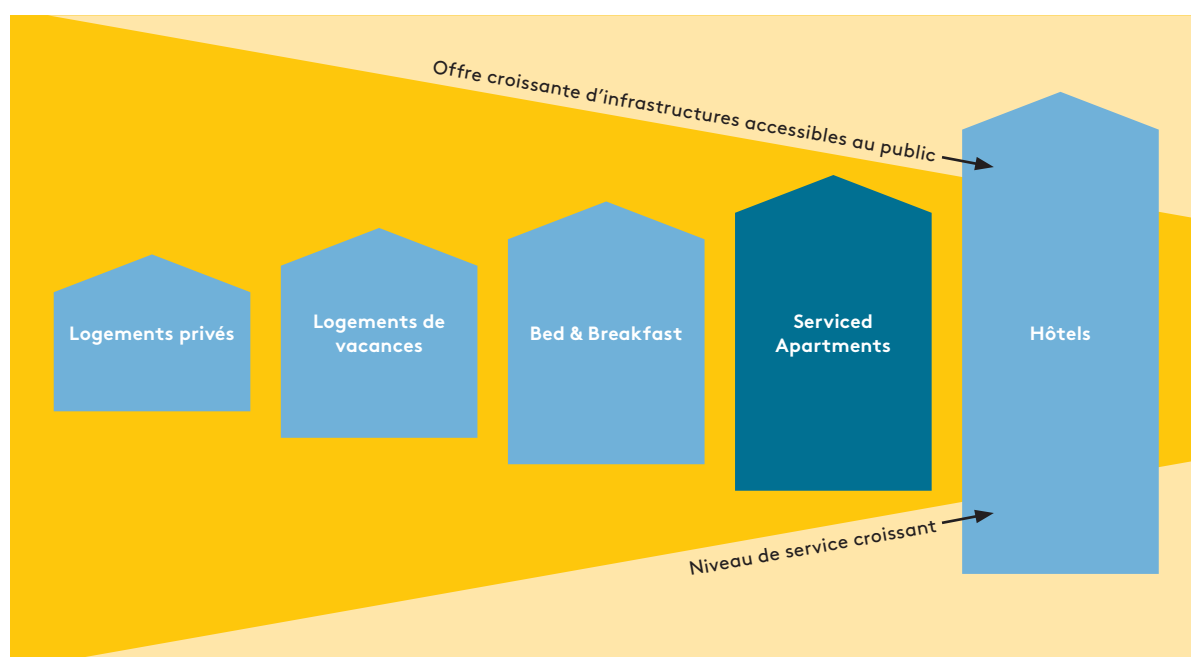 Offre croissante d’infrastructures accessibles au public
Logements privés
Logements de
vacances
Bed & Breakfast
Serviced
Apartments
Hôtels
Niveau de service croissant